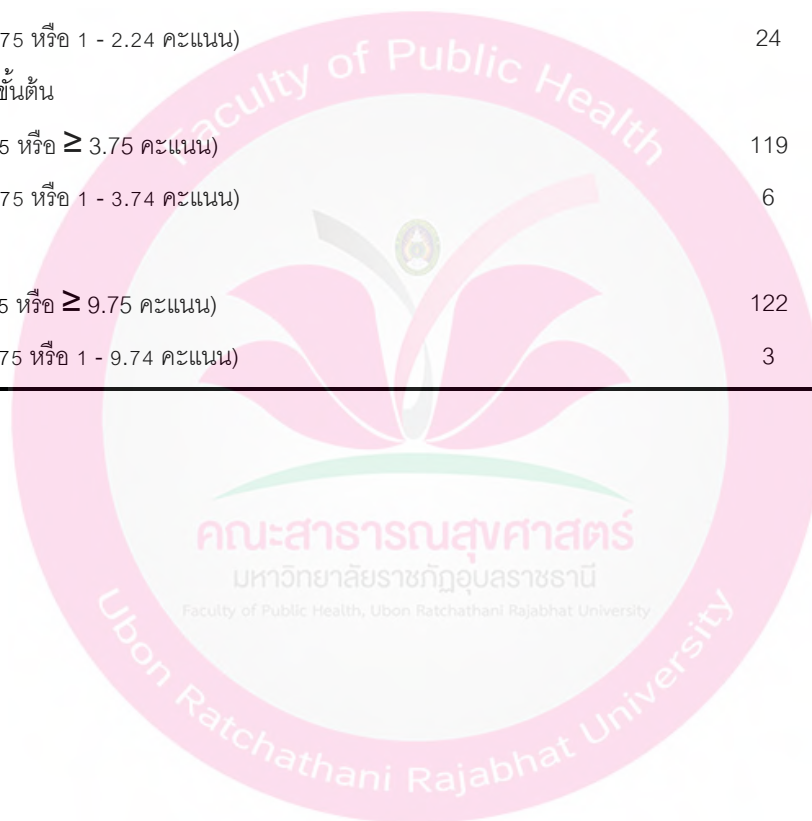 75 หรือ 1 - 2.24 คะแนน) 24
ขั้นต้น
5 หรือ ≥ 3.75 คะแนน) 119
75 หรือ 1 - 3.74 คะแนน) 6
5 หรือ ≥ 9.75 คะแนน) 122
75 หรือ 1 - 9.74 คะแนน) 3
Faculty of Public Health
คณะสาธารณสุขศาสตร์
มหาวิทยาลัยราชภัฏอุบลราชธานี
Faculty of Public Health, Ubon Ratchathani Rajabhat University
Ubon Ratchathani Rajabhat University